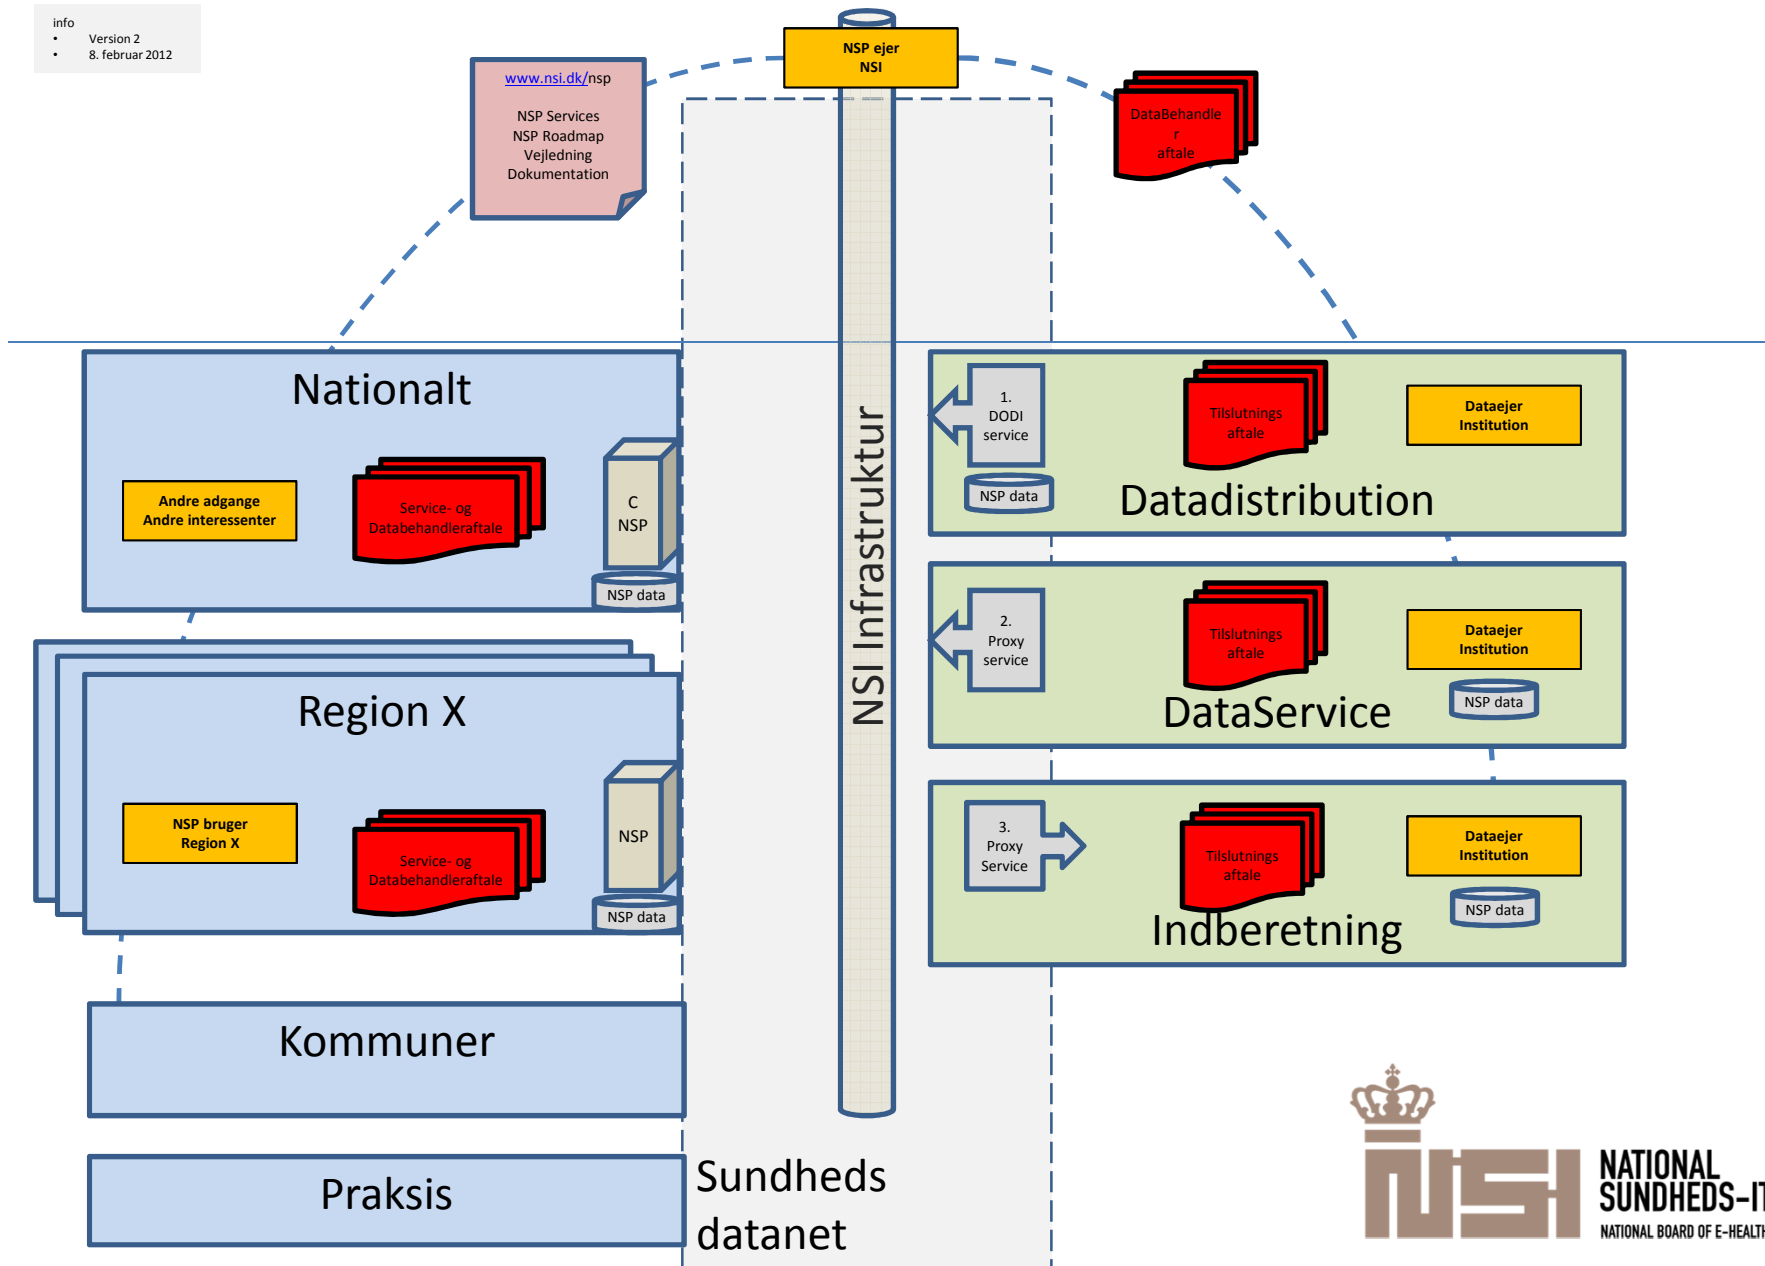 info
• Version 2
• 8. februar 2012
NSP ejer
NSI
www.nsi.dk/nsp
NSP Services
NSP Roadmap
Vejledning
Dokumentation
DataBehandle
r
aftale
Nationalt
Andre adgange
Andre interessenter
Service- og
Databehandleraftale
C
NSP
NSP data
Region X
NSP bruger
Region X
Service- og
Databehandleraftale
NSP
NSP data
Kommuner
Praksis
NSI Infrastruktur
Sundheds
datanet
1.
DODI
service
NSP data
Tilslutnings
aftale
Dataejer
Institution
Datadistribution
2.
Proxy
service
Tilslutnings
aftale
Dataejer
Institution
NSP data
DataService
3.
Proxy
Service
Tilslutnings
aftale
Dataejer
Institution
NSP data
Indberetning
NSI
NATIONAL
SUNDHEDS-IT
NATIONAL BOARD OF E-HEALTH